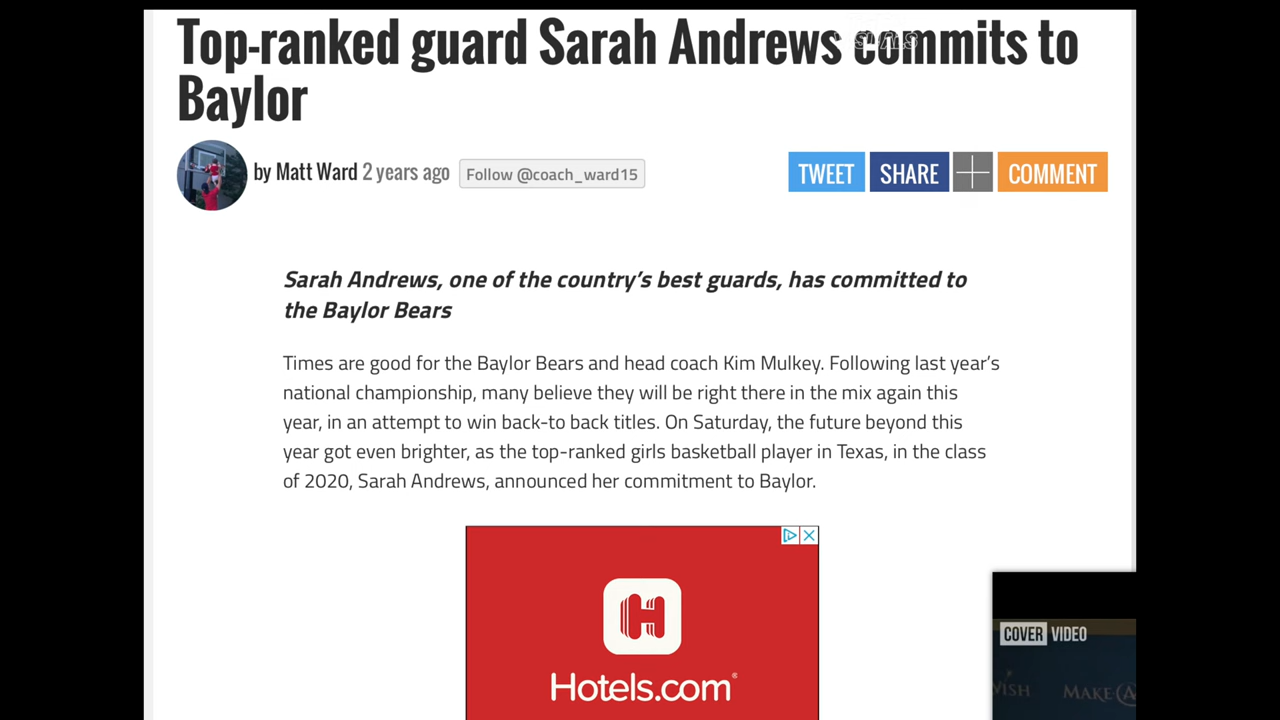 Top-ranked guard Sarah Andrews commits to
Baylor
by Matt Ward 2 years ago Follow @coach_ward15 TWEET SHARE COMMENT
Sarah Andrews, one of the country's best guards, has committed to
the Baylor Bears
Times are good for the Baylor Bears and head coach Kim Mulkey. Following last year's
national championship, many believe they will be right there in the mix again this
year, in an attempt to win back-to back titles. On Saturday, the future beyond this
year got even brighter, as the top-ranked girls basketball player in Texas, in the class
of 2020, Sarah Andrews, announced her commitment to Baylor.
Hotels.com
COVER VIDEO
MAKE